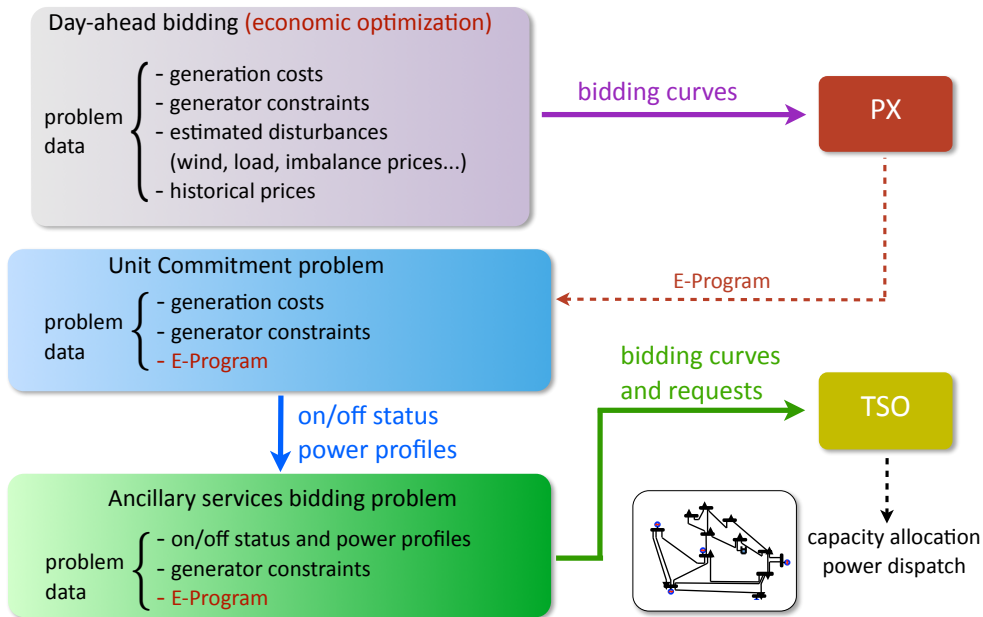 Day-ahead bidding (economic optimization)
problem
data
- generation costs
- generator constraints
- estimated disturbances
(wind, load, imbalance prices...)
- historical prices
bidding curves
PX
E-Program
Unit Commitment problem
problem
data
- generation costs
- generator constraints
- E-Program
on/off status
power profiles
bidding curves
and requests
TSO
Ancillary services bidding problem
problem
data
- on/off status and power profiles
- generator constraints
- E-Program
capacity allocation
power dispatch